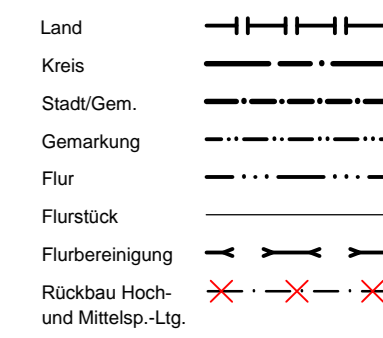 Land
Kreis
Stadt/Gem.
Gemarkung
Flur
Flurstück
Flurbereinigung
Rückbau Hoch-
und Mittelsp.-Ltg.